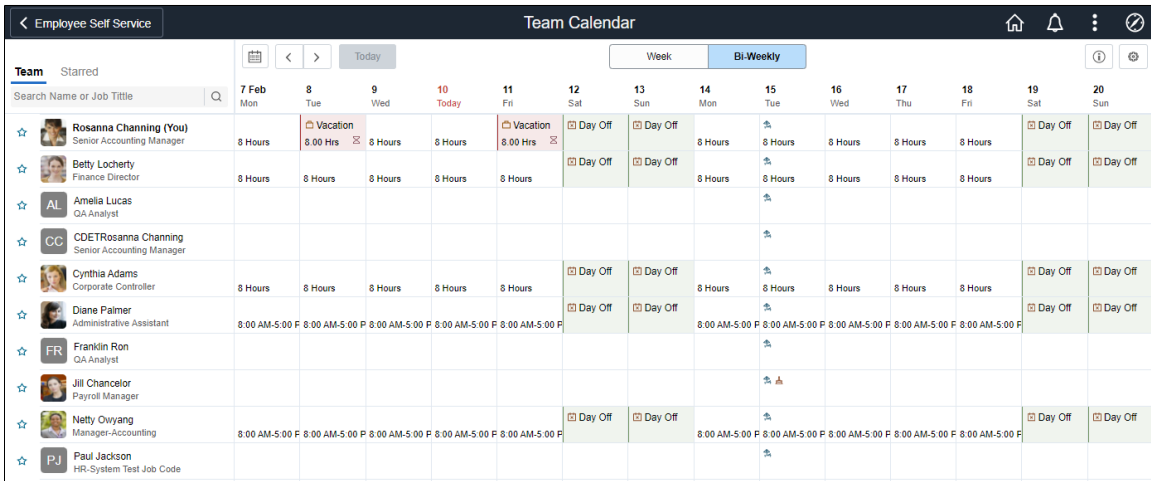 Employee Self Service
Team Calendar
Team Starred
Today
Week Bi-Weekly
Search Name or Job Tittle
7 Feb 8 9 10 11 12 13 14 15 16 17 18 19 20
Mon Tue Wed Today Fri Sat Sun Mon Tue Wed Thu Fri Sat Sun
Rosanna Channing (You)
Senior Accounting Manager
Vacation Vacation Day Off Day Off Day Off Day Off
8 Hours 8.00 Hrs 8 Hours 8 Hours 8.00 Hrs 8 Hours 8 Hours 8 Hours 8 Hours 8 Hours
Betty Locherty
Finance Director
Day Off Day Off Day Off Day Off
8 Hours 8 Hours 8 Hours 8 Hours 8 Hours 8 Hours 8 Hours 8 Hours 8 Hours 8 Hours
AL
Amelia Lucas
QA Analyst
CC
CDETRosanna Channing
Senior Accounting Manager
Cynthia Adams
Corporate Controller
Day Off Day Off Day Off Day Off
8 Hours 8 Hours 8 Hours 8 Hours 8 Hours 8 Hours 8 Hours 8 Hours 8 Hours 8 Hours
Diane Palmer
Administrative Assistant
Day Off Day Off Day Off Day Off
8:00 AM-5:00 P 8:00 AM-5:00 P 8:00 AM-5:00 P 8:00 AM-5:00 P 8:00 AM-5:00 P 8:00 AM-5:00 P 8:00 AM-5:00 P 8:00 AM-5:00 P 8:00 AM-5:00 P 8:00 AM-5:00 P
FR
Franklin Ron
QA Analyst
Jill Chancelor
Payroll Manager
Netty Owyang
Manager-Accounting
Day Off Day Off Day Off Day Off
8:00 AM-5:00 P 8:00 AM-5:00 P 8:00 AM-5:00 P 8:00 AM-5:00 P 8:00 AM-5:00 P 8:00 AM-5:00 P 8:00 AM-5:00 P 8:00 AM-5:00 P 8:00 AM-5:00 P 8:00 AM-5:00 P
PJ
Paul Jackson
HR-System Test Job Code